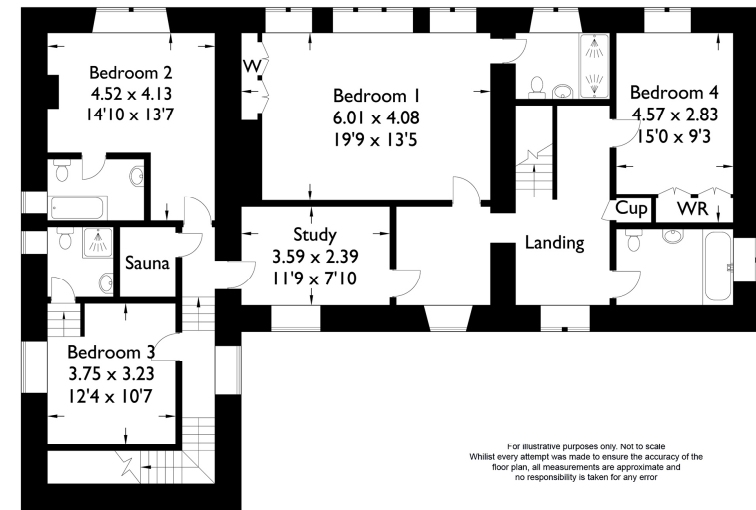 Bedroom 2
4.52 x 4.13
14'10 x 13'7
W
Bedroom 1
6.01 x 4.08
19'9 x 13'5
Bedroom 4
4.57 x 2.83
15'0 x 9'3
Cup
WR
Study
3.59 x 2.39
11'9 x 7'10
Landing
Sauna
Bedroom 3
3.75 x 3.23
12'4 x 10'7
For illustrative purposes only. Not to scale
Whilist every attempt was made to ensure the accuracy of the
floor plan, all measurements are approximate and
no responsibility is taken for any error